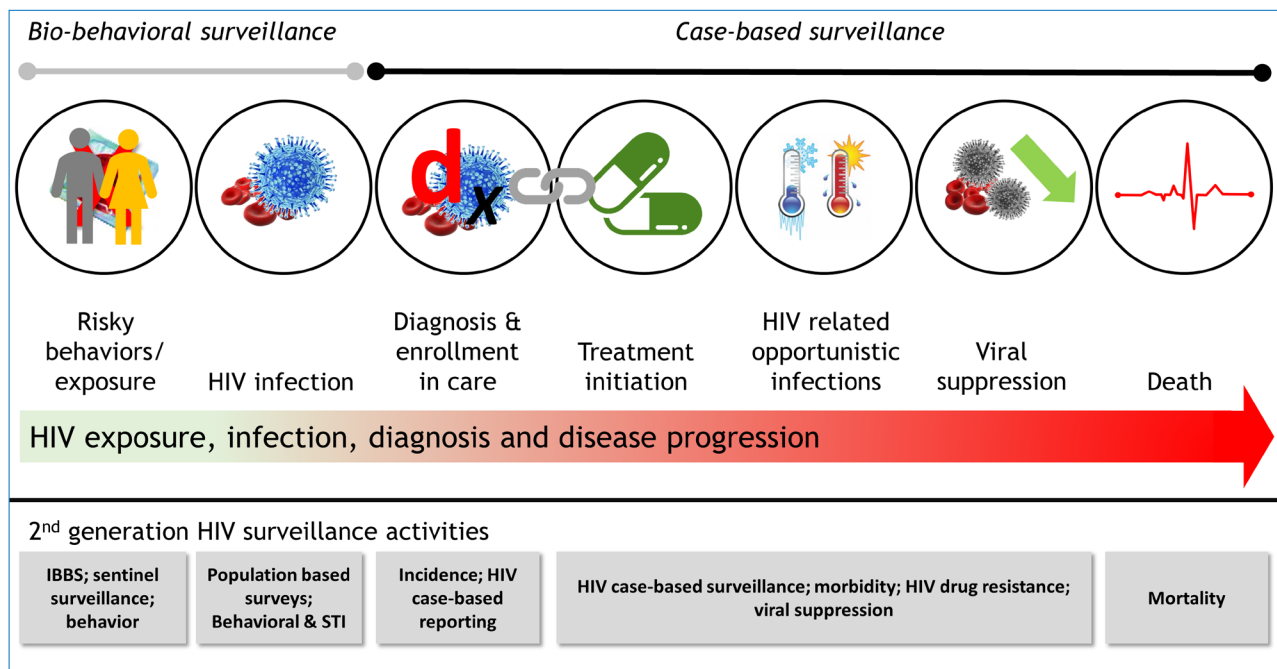 Bio-behavioral surveillance
Case-based surveillance
d
x
Risky
behaviors/
exposure
HIV infection
Diagnosis &
enrollment
in care
Treatment
initiation
HIV related
opportunistic
infections
Viral
suppression
Death
HIV exposure, infection, diagnosis and disease progression
2nd generation HIV surveillance activities
IBBS; sentinel
surveillance;
behavior
Population based
surveys;
Behavioral & STI
Incidence; HIV
case-based
reporting
HIV case-based surveillance; morbidity; HIV drug resistance;
viral suppression
Mortality